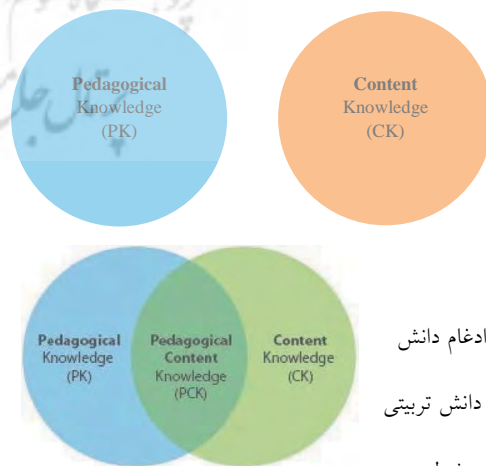 Pedagogical
Knowledge
(PK)
Content
Knowledge
(CK)
Pedagogical
Knowledge
(PK)
Pedagogical
Content
Knowledge
(PCK)
Content
Knowledge
(CK)
ادغام دانش
دانش تربیتی